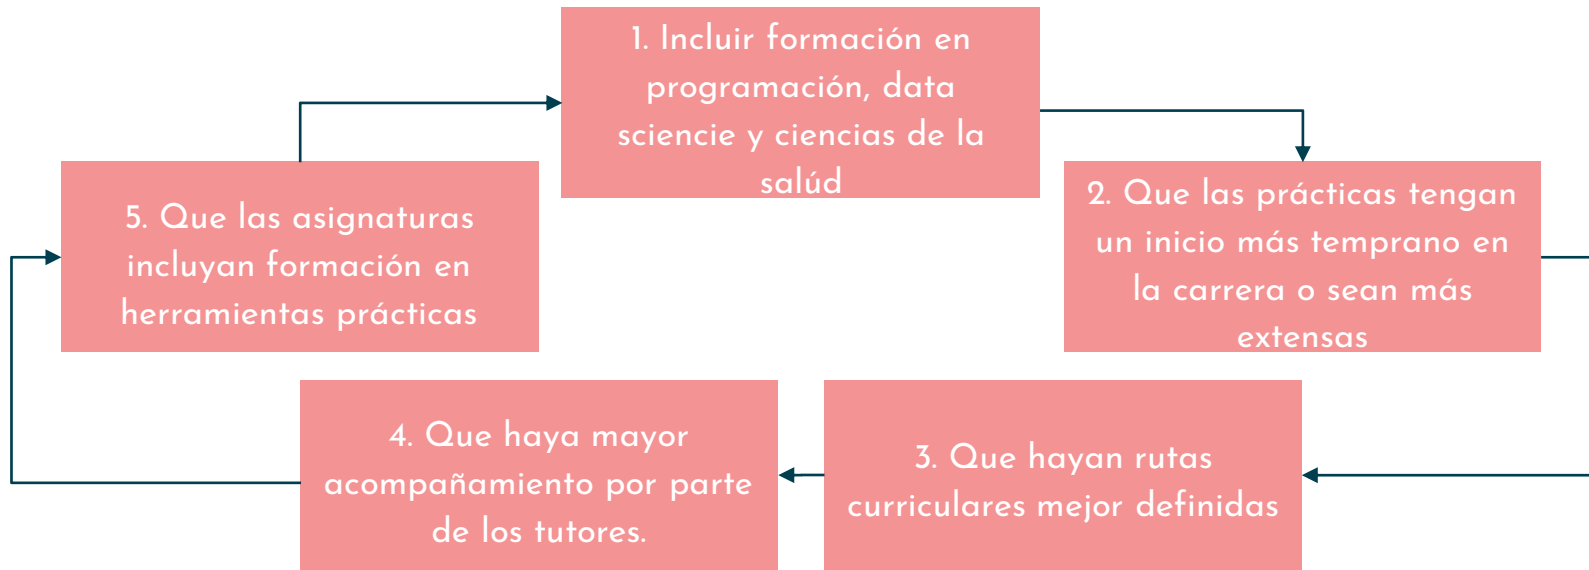 1. Incluir formación en
programación, data
sciencie y ciencias de la
salúd
2. Que las prácticas tengan
un inicio más temprano en
la carrera o sean más
extensas
3. Que hayan rutas
curriculares mejor definidas
4. Que haya mayor
acompañamiento por parte
de los tutores.
5. Que las asignaturas
incluyan formación en
herramientas prácticas